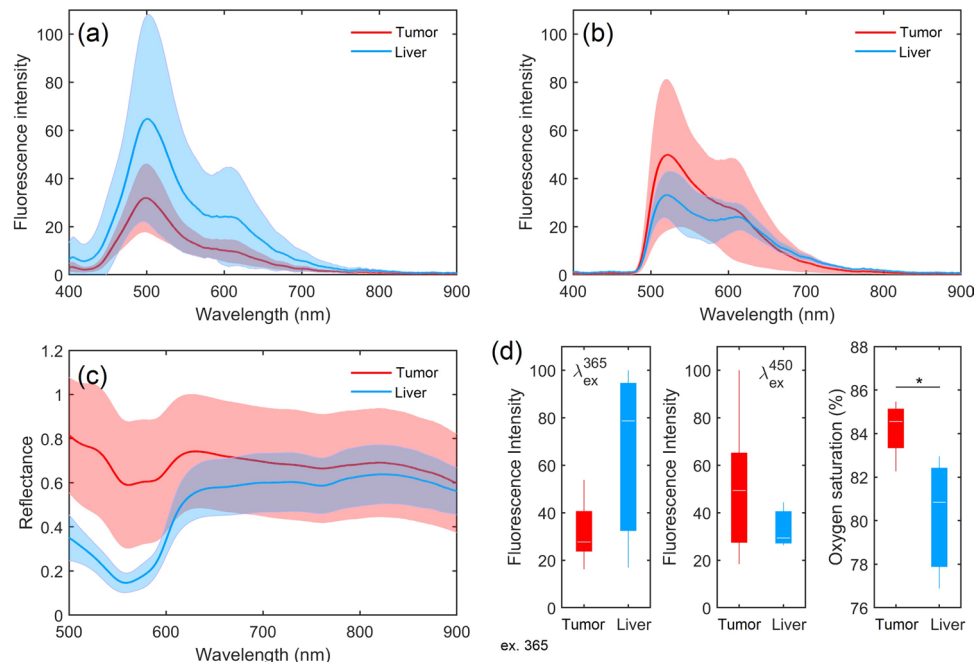 (a)
Tumor
Liver
Fluorescence intensity
100
80
60
40
20
0
400 500 600 700 800 900
Wavelength (nm)
(b)
Tumor
Liver
Fluorescence intensity
100
80
60
40
20
0
400 500 600 700 800 900
Wavelength (nm)
(c)
Tumor
Liver
Reflectance
1.2
1
0.8
0.6
0.4
0.2
0
500 600 700 800 900
Wavelength (nm)
(d)
λ365ex
Fluorescence Intensity
100
80
60
40
20
0
Tumor Liver
ex. 365
λ450ex
Fluorescence Intensity
100
80
60
40
20
0
Tumor Liver
*
Oxygen saturation (%)
88
86
84
82
80
78
76
Tumor Liver